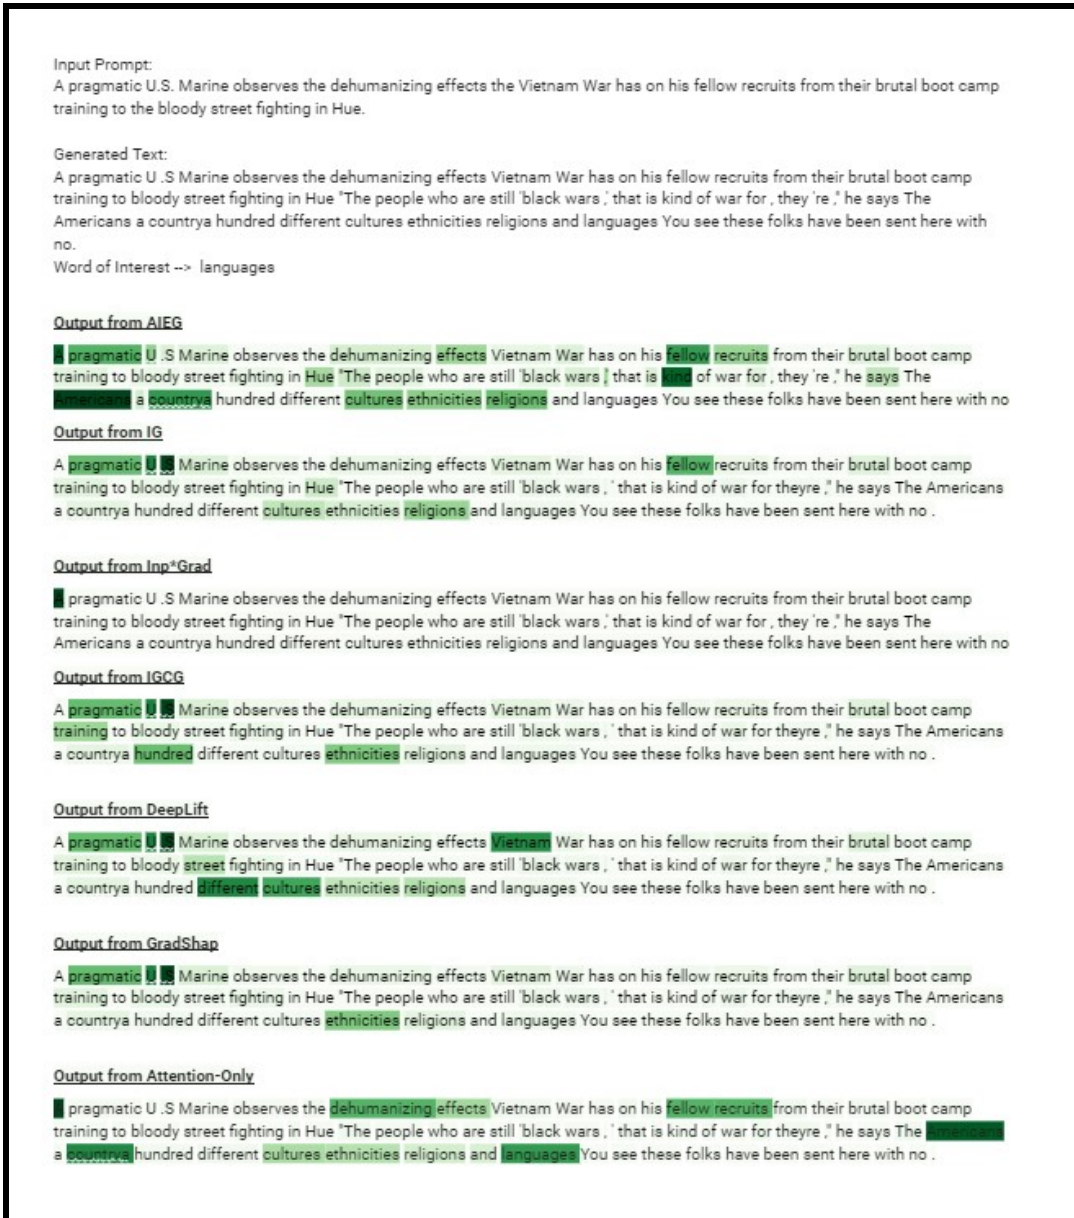 Input Prompt:
A pragmatic U.S. Marine observes the dehumanizing effects the Vietnam War has on his fellow recruits from their brutal boot camp
training to the bloody street fighting in Hue.
Generated Text:
A pragmatic U .S Marine observes the dehumanizing effects Vietnam War has on his fellow recruits from their brutal boot camp
training to bloody street fighting in Hue "The people who are still 'black wars ,' that is kind of war for , they 're ," he says The
Americans a countrya hundred different cultures ethnicities religions and languages You see these folks have been sent here with
no.
Word of Interest --> languages
Output from AIEG
A pragmatic U .S Marine observes the dehumanizing effects Vietnam War has on his fellow recruits from their brutal boot camp
training to bloody street fighting in Hue "The people who are still 'black wars ,' that is kind of war for , they 're ," he says The
Americans a countrya hundred different cultures ethnicities religions and languages You see these folks have been sent here with no
Output from IG
A pragmatic U .S Marine observes the dehumanizing effects Vietnam War has on his fellow recruits from their brutal boot camp
training to bloody street fighting in Hue "The people who are still 'black wars , ' that is kind of war for theyre ," he says The Americans
a countrya hundred different cultures ethnicities religions and languages You see these folks have been sent here with no .
Output from Inp*Grad
A pragmatic U .S Marine observes the dehumanizing effects Vietnam War has on his fellow recruits from their brutal boot camp
training to bloody street fighting in Hue "The people who are still 'black wars ,' that is kind of war for , they 're ," he says The
Americans a countrya hundred different cultures ethnicities religions and languages You see these folks have been sent here with no
Output from IGCG
A pragmatic U .S Marine observes the dehumanizing effects Vietnam War has on his fellow recruits from their brutal boot camp
training to bloody street fighting in Hue "The people who are still 'black wars , ' that is kind of war for theyre ," he says The Americans
a countrya hundred different cultures ethnicities religions and languages You see these folks have been sent here with no .
Output from DeepLift
A pragmatic U .S Marine observes the dehumanizing effects Vietnam War has on his fellow recruits from their brutal boot camp
training to bloody street fighting in Hue "The people who are still 'black wars , ' that is kind of war for theyre ," he says The Americans
a countrya hundred different cultures ethnicities religions and languages You see these folks have been sent here with no .
Output from GradShap
A pragmatic U .S Marine observes the dehumanizing effects Vietnam War has on his fellow recruits from their brutal boot camp
training to bloody street fighting in Hue "The people who are still 'black wars , ' that is kind of war for theyre ," he says The Americans
a countrya hundred different cultures ethnicities religions and languages You see these folks have been sent here with no .
Output from Attention-Only
A pragmatic U .S Marine observes the dehumanizing effects Vietnam War has on his fellow recruits from their brutal boot camp
training to bloody street fighting in Hue "The people who are still 'black wars , ' that is kind of war for theyre ," he says The Americans
a countrya hundred different cultures ethnicities religions and languages You see these folks have been sent here with no .